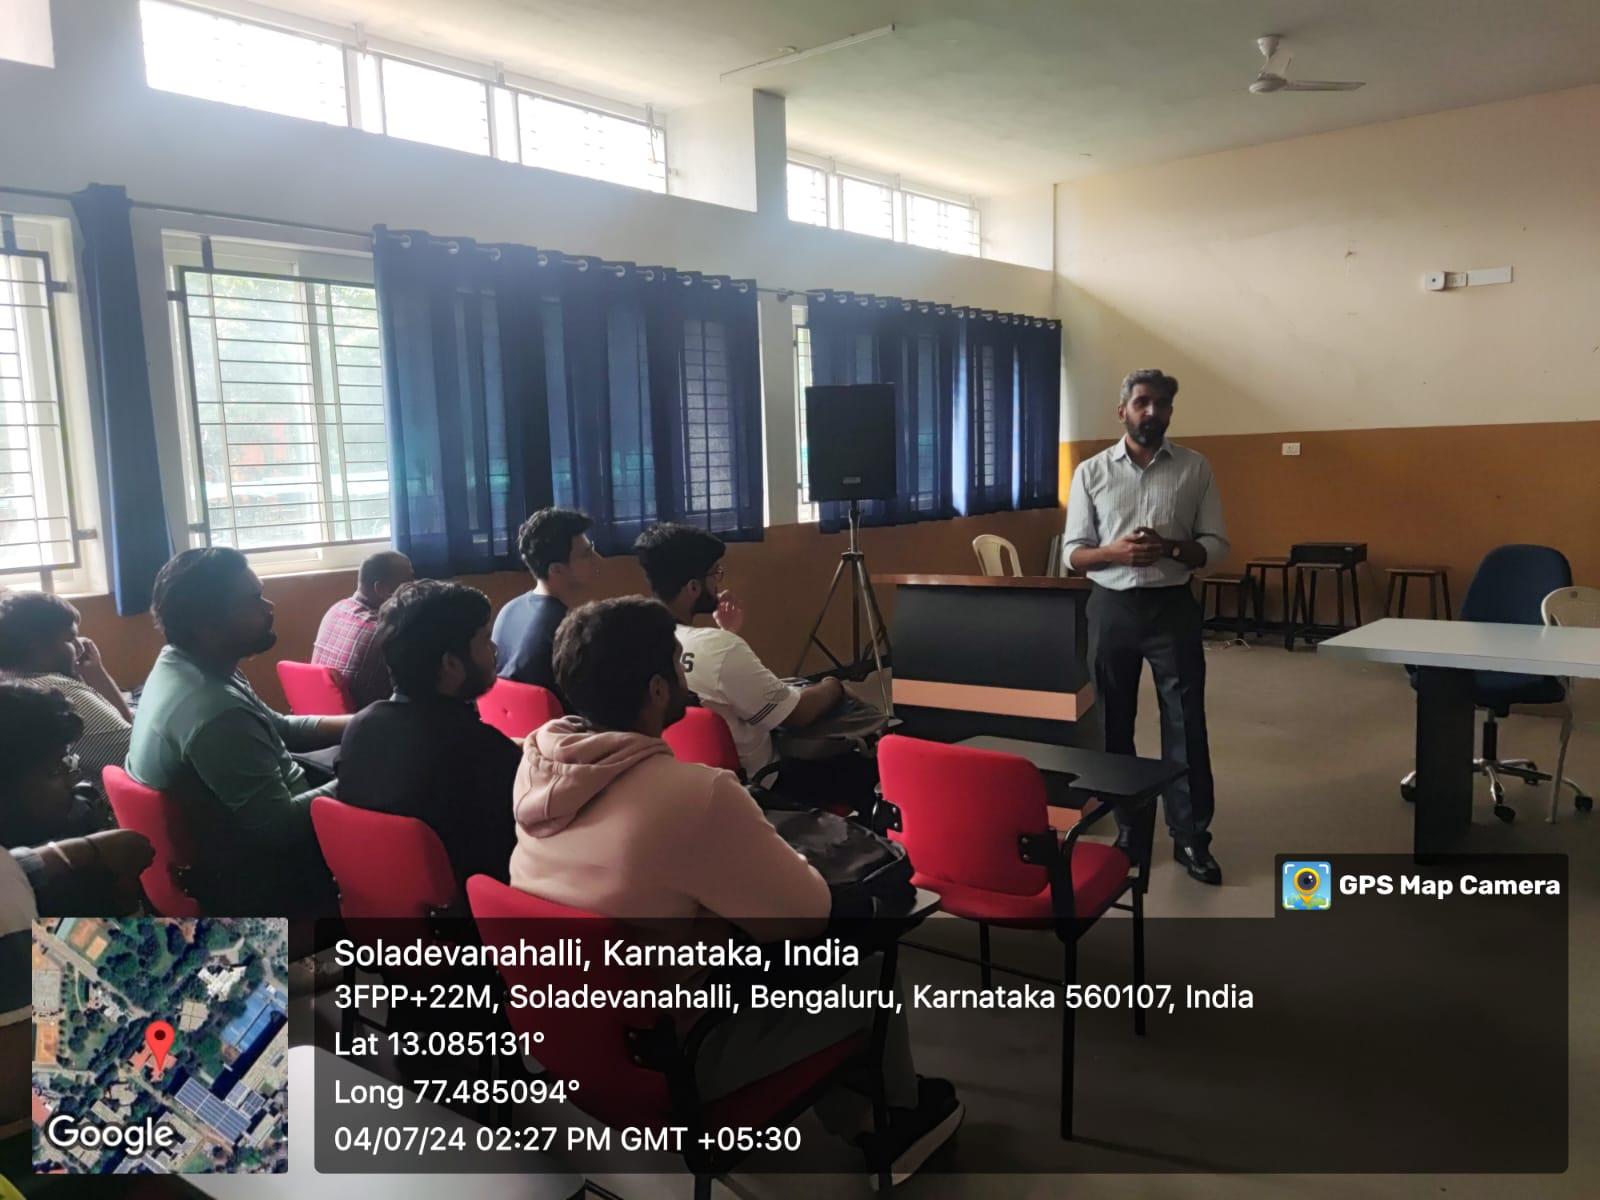 GPS Map Camera
Soladevanahalli, Karnataka, India
3FPP+22M, Soladevanahalli, Bengaluru, Karnataka 560107, India
Lat 13.085131°
Long 77.485094°
04/07/24 02:27 PM GMT +05:30
Google